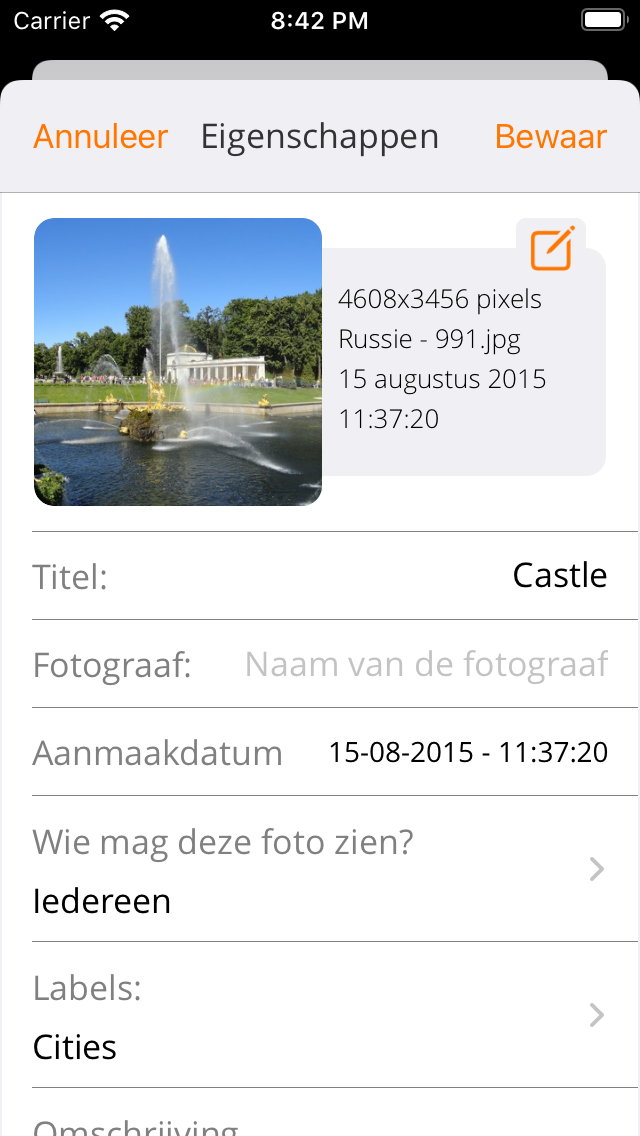 Carrier 8:42 PM
Annuleer Eigenschappen Bewaar
4608x3456 pixels
Russie - 991.jpg
15 augustus 2015
11:37:20
Titel: Castle
Fotograaf: Naam van de fotograaf
Aanmaakdatum 15-08-2015 - 11:37:20
Wie mag deze foto zien?
Iedereen
Labels:
Cities
Omschrijving